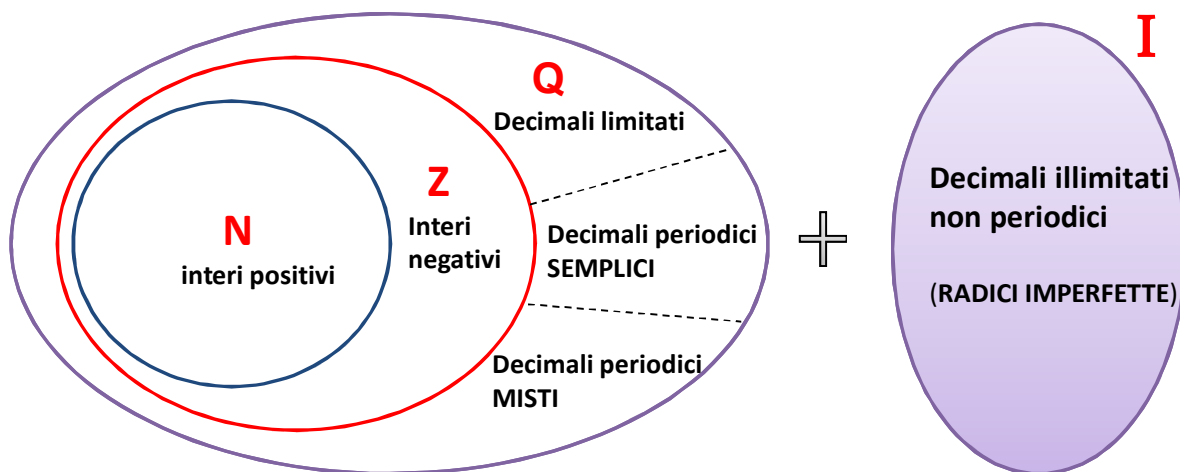 N
interi positivi
Z
Interi
negativi
Q
Decimali limitati
Decimali periodici
SEMPLICI
Decimali periodici
MISTI
I
Decimali illimitati
non periodici
(RADICI IMPERFETTE)